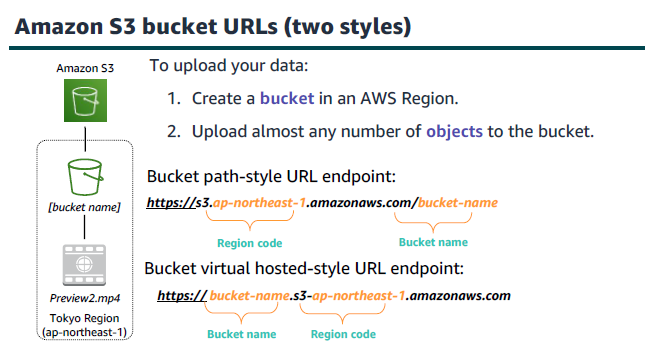 Amazon S3 bucket URLs (two styles)
Amazon S3
To upload your data:
1. Create a bucket in an AWS Region.
2. Upload almost any number of objects to the bucket.
[bucket name]
Preview2.mp4
Tokyo Region
(ap-northeast-1)
Bucket path-style URL endpoint:
https://s3.ap-northeast-1.amazonaws.com/bucket-name
Region code
Bucket name
Bucket virtual hosted-style URL endpoint:
https:// bucket-name.s3-ap-northeast-1.amazonaws.com
Bucket name
Region code